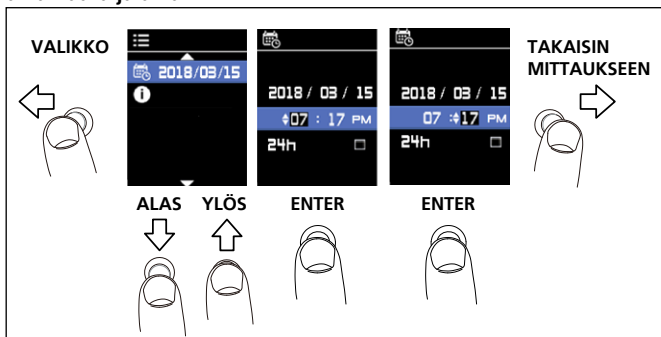 VALIKKO
2018/03/15
i
2018 / 03 / 15
07 : 17 PM
24h
2018 / 03 / 15
07 : 17 PM
24h
TAKAISIN
MITTAUKSEEN
ALAS YLÖS ENTER ENTER